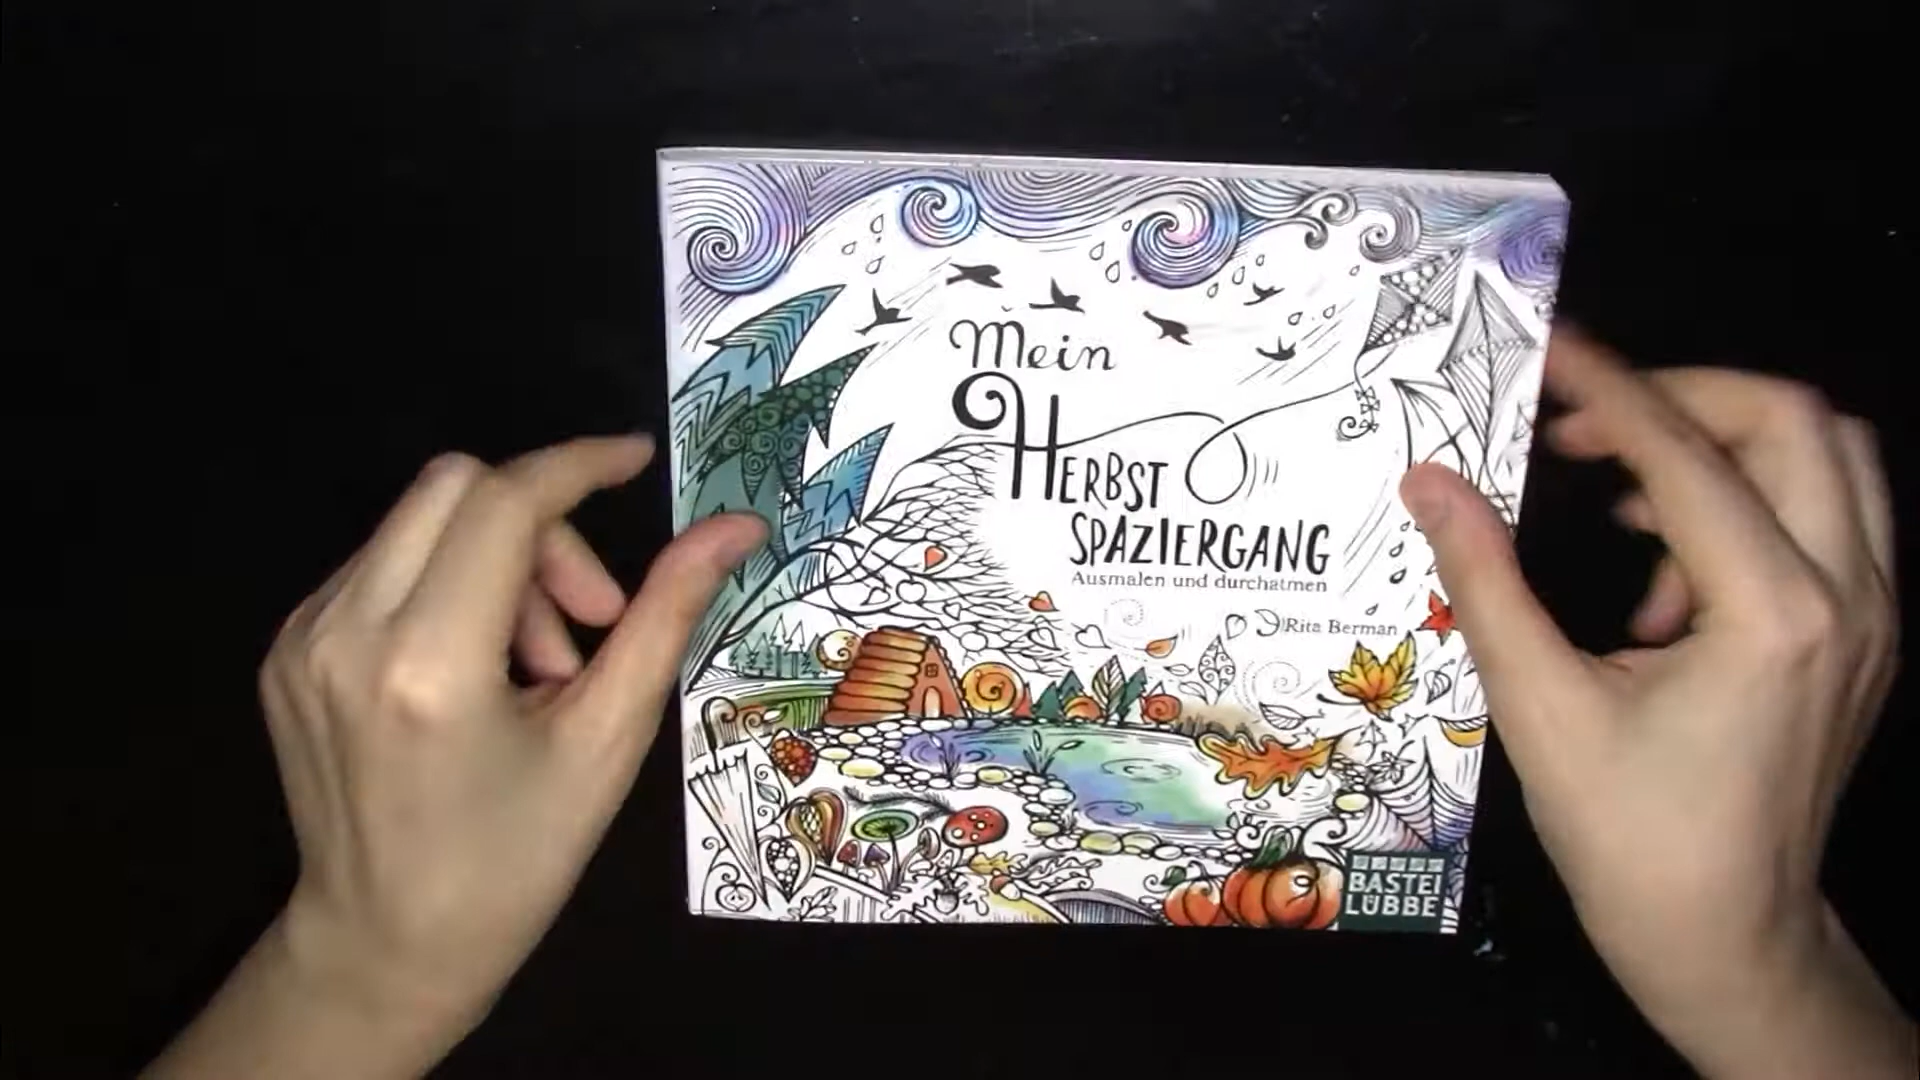 Mein
HERBST
SPAZIERGANG
Ausmalen und durchatmen
Rita Berman
BASTEI
LÜBBE